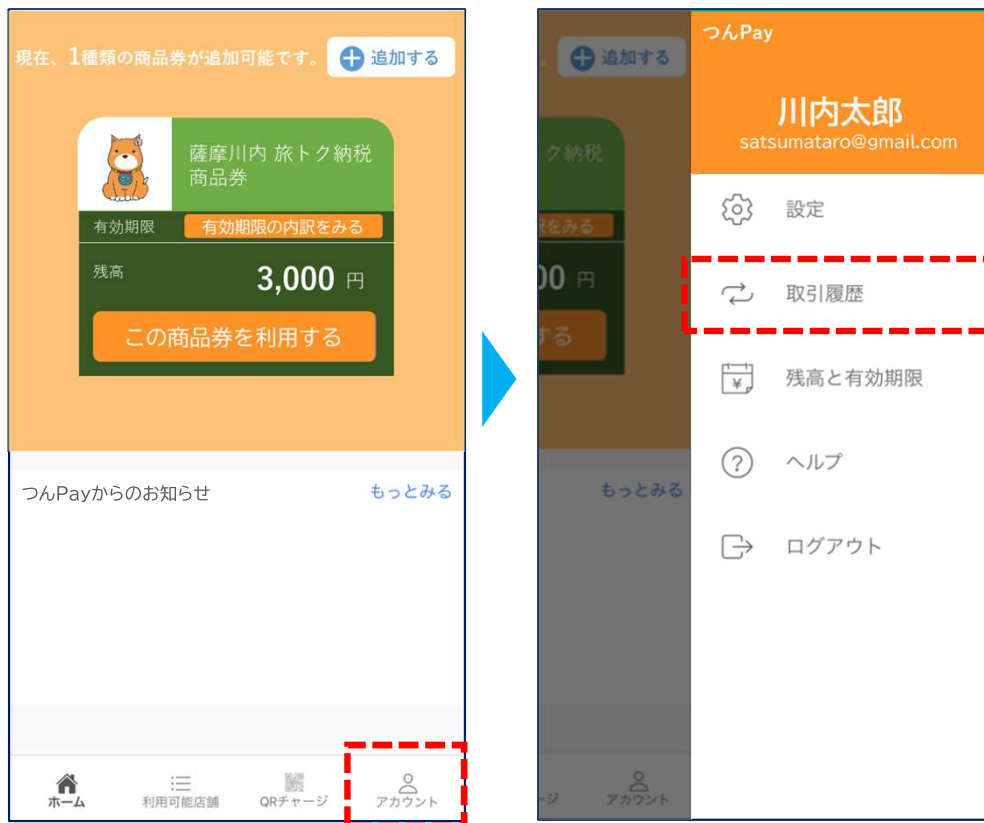 現在、1種類の商品券が追加可能です。
追加する
薩摩川内 旅トク納税
商品券
有効期限
有効期限の内訳をみる
残高
3,000 円
この商品券を利用する
つんPayからのお知らせ
もっとみる
ホーム
利用可能店舗
QRチャージ
アカウント
。
追加する
ク納税
訳をみる
00 円
する
もっとみる
ージ
アカウント
つんPay
川内太郎
satsumataro@gmail.com
設定
取引履歴
残高と有効期限
ヘルプ
ログアウト